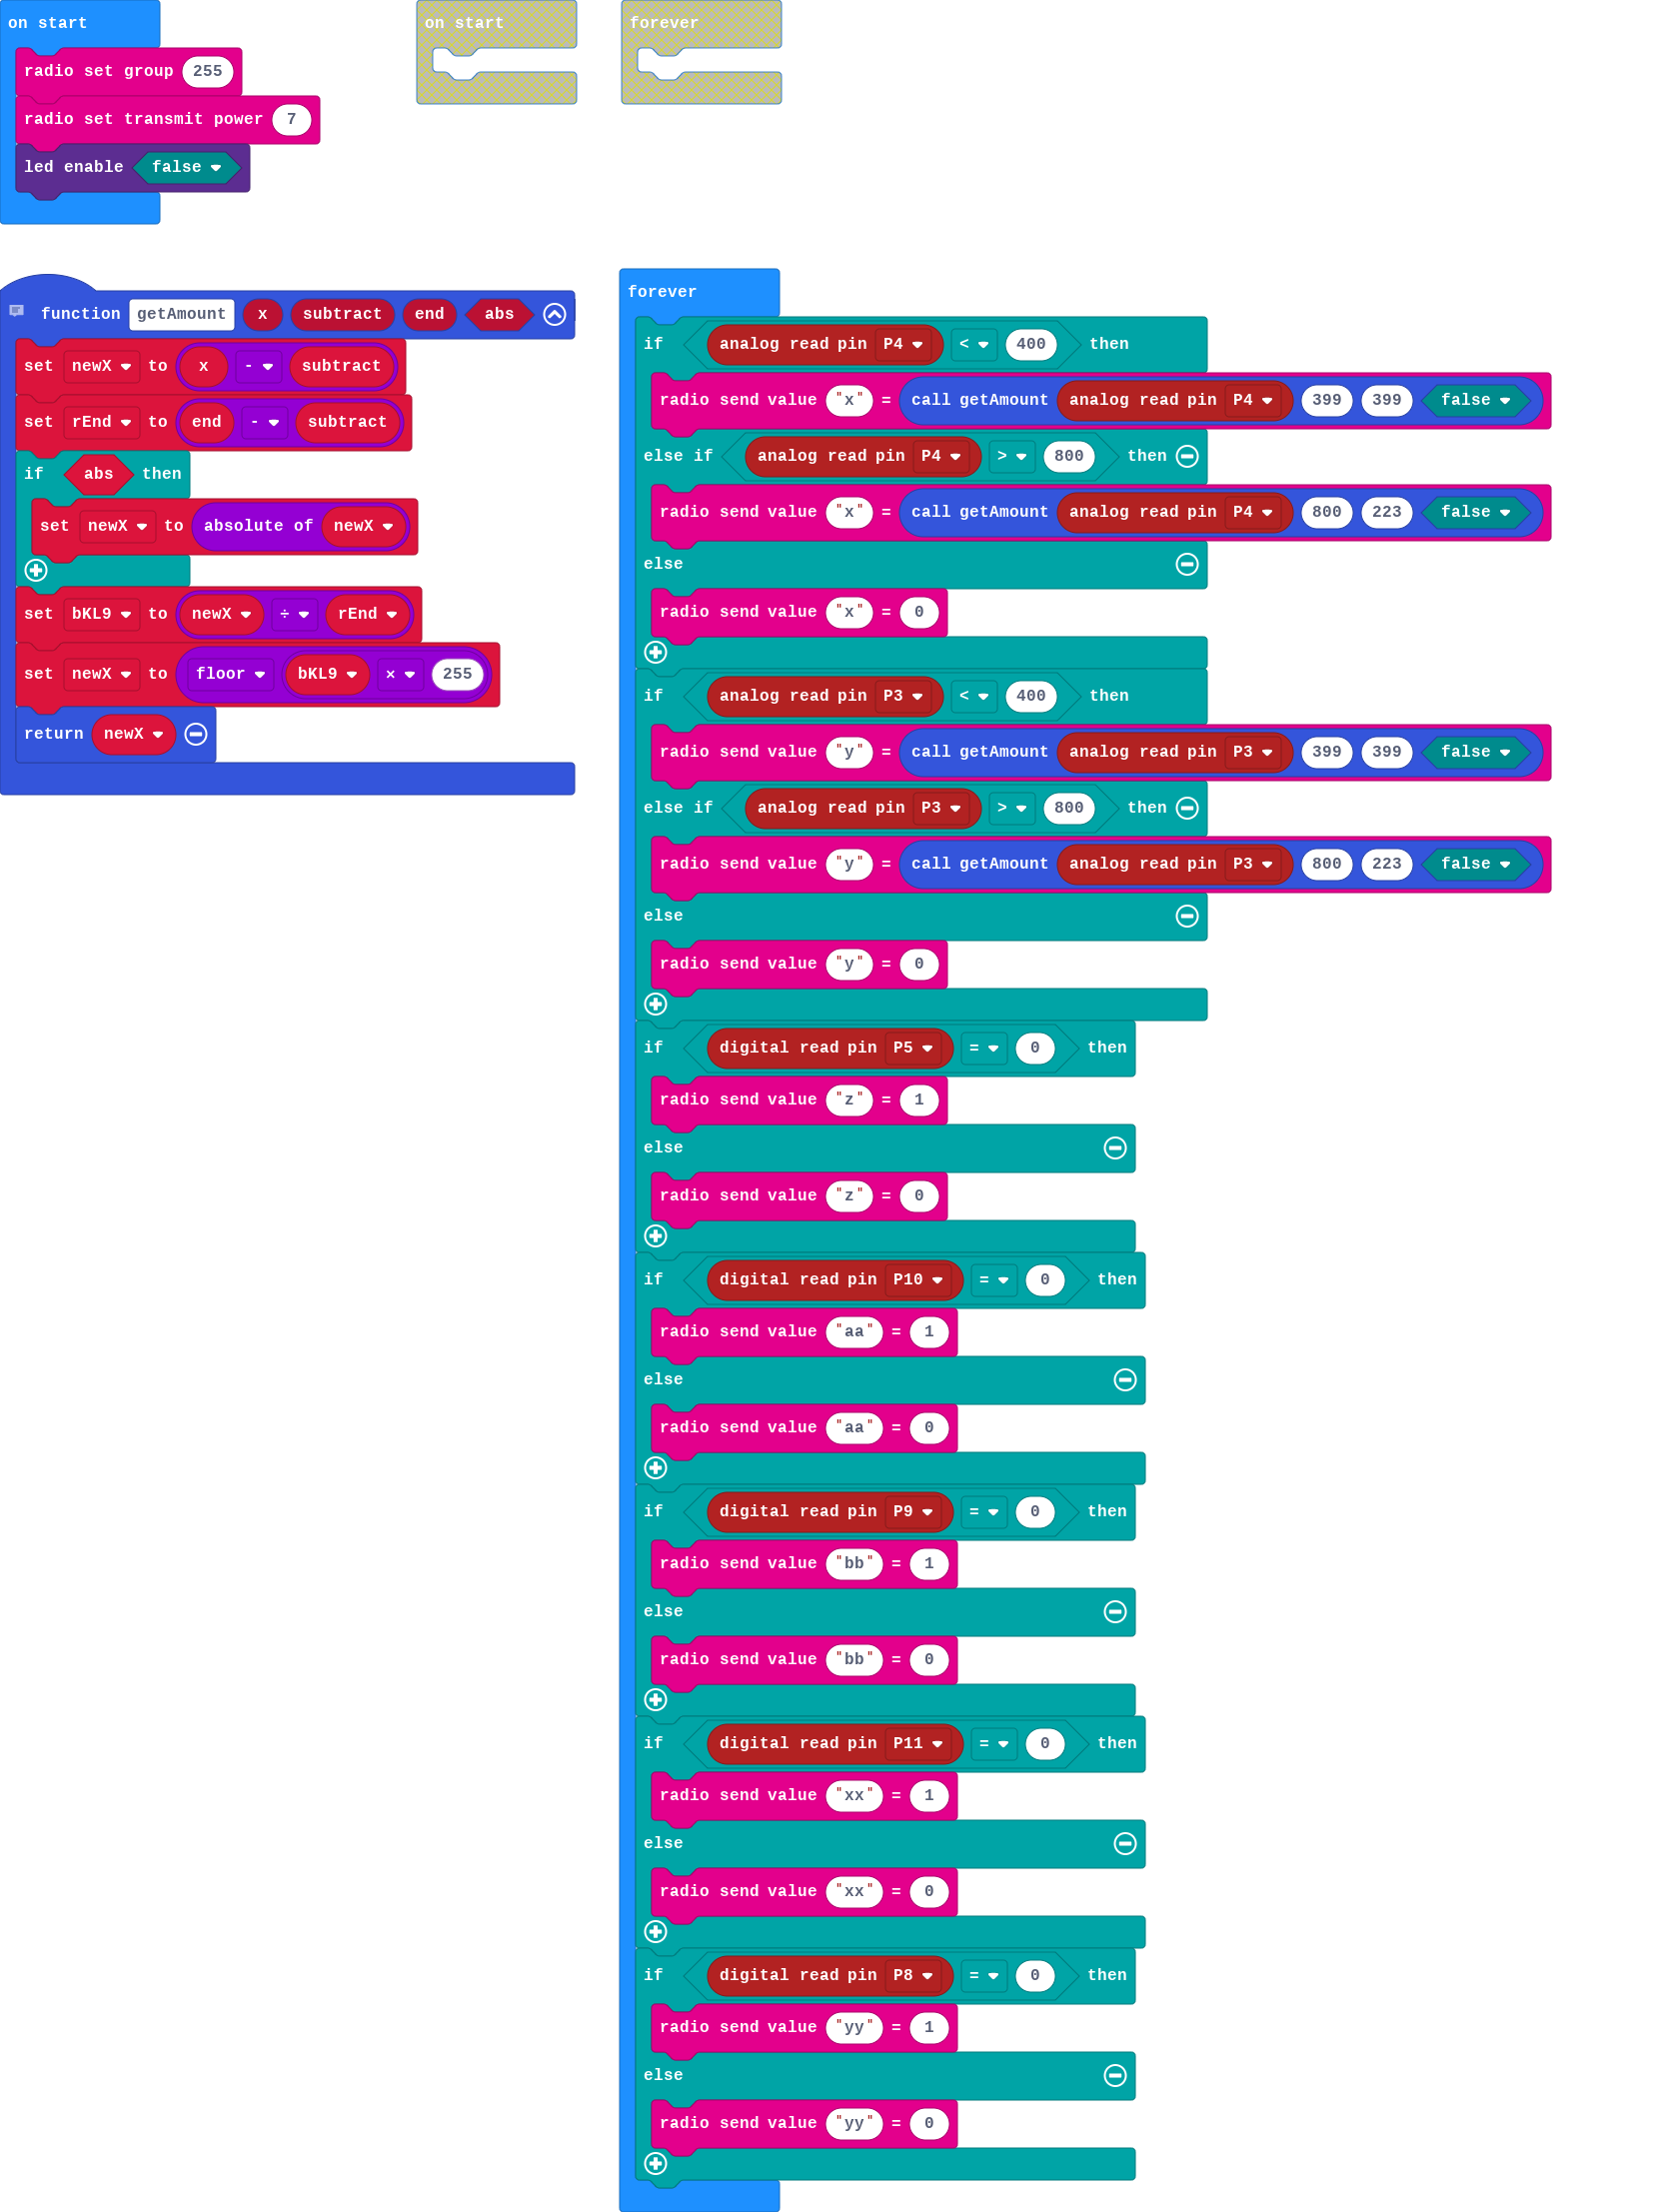 on start
radio set group 255
radio set transmit power 7
led enable false
on start
forever
function getAmount x subtract end abs
set newX to x - subtract
set rEnd to end - subtract
if abs then
set newX to absolute of newX
set bKL9 to newX ÷ rEnd
set newX to floor bKL9 × 255
return newX
forever
if analog read pin P4 < 400 then
radio send value "x" = call getAmount analog read pin P4 399 399 false
else if analog read pin P4 > 800 then
radio send value "x" = call getAmount analog read pin P4 800 223 false
else
radio send value "x" = 0
if analog read pin P3 < 400 then
radio send value "y" = call getAmount analog read pin P3 399 399 false
else if analog read pin P3 > 800 then
radio send value "y" = call getAmount analog read pin P3 800 223 false
else
radio send value "y" = 0
if digital read pin P5 = 0 then
radio send value "z" = 1
else
radio send value "z" = 0
if digital read pin P10 = 0 then
radio send value "aa" = 1
else
radio send value "aa" = 0
if digital read pin P9 = 0 then
radio send value "bb" = 1
else
radio send value "bb" = 0
if digital read pin P11 = 0 then
radio send value "xx" = 1
else
radio send value "xx" = 0
if digital read pin P8 = 0 then
radio send value "yy" = 1
else
radio send value "yy" = 0